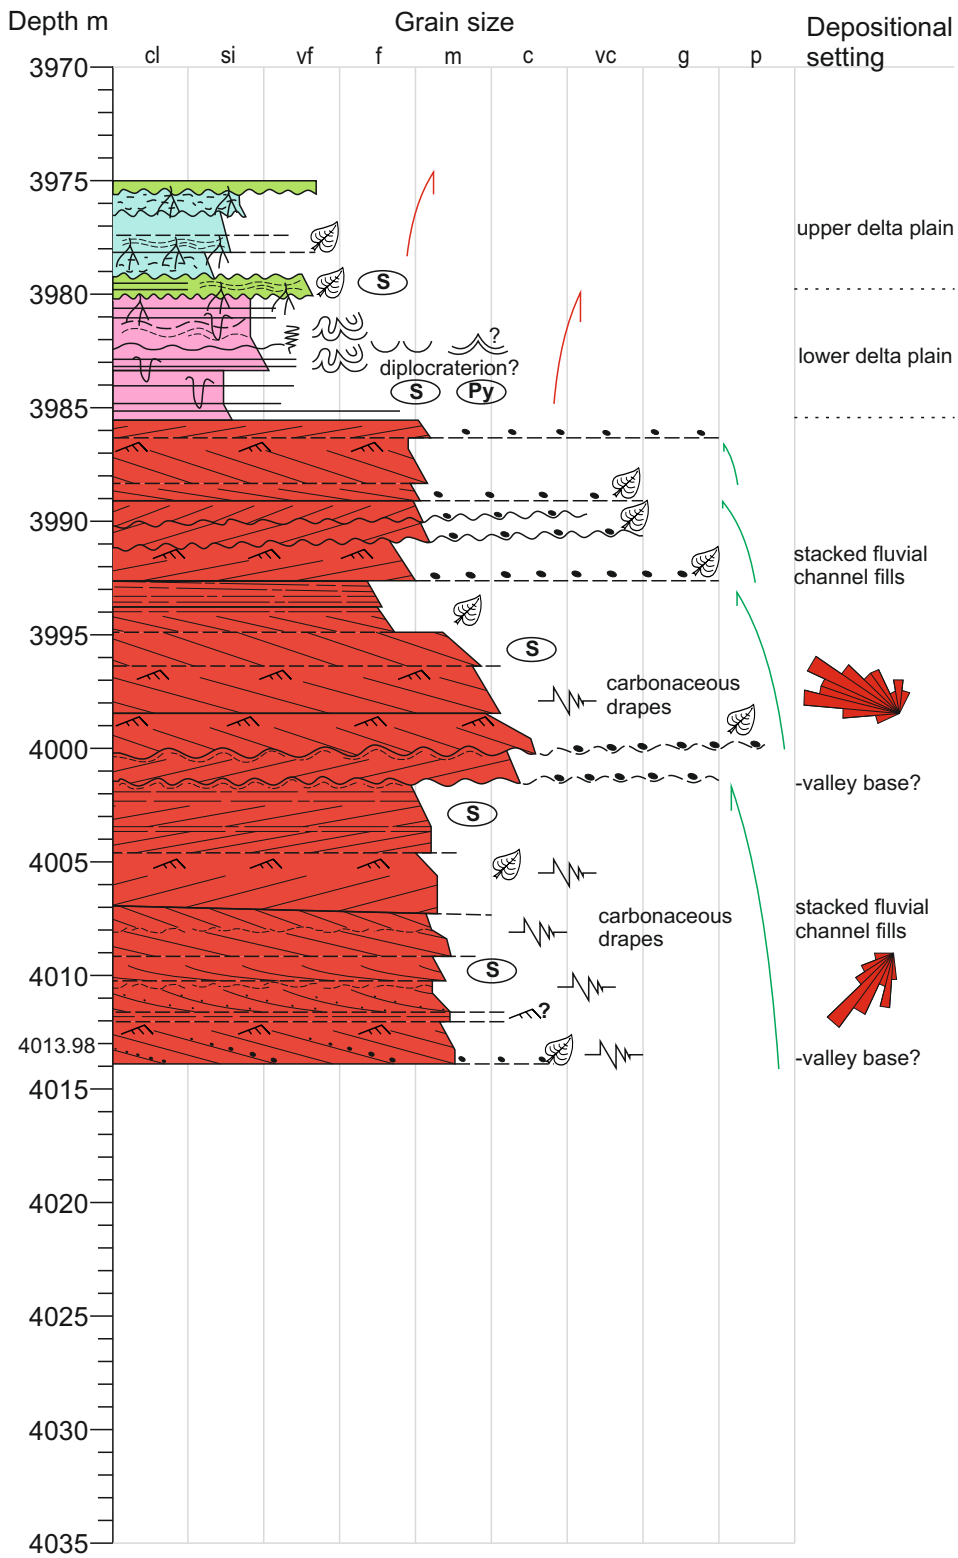 Depth m
Grain size
Depositional
setting
cl si vf f m c vc g p
3970
3975
upper delta plain
S
3980
?
lower delta plain
diplocraterion?
S Py
3985
3990
stacked fluvial
channel fills
3995
S
carbonaceous
drapes
4000
-valley base?
S
4005
stacked fluvial
channel fills
carbonaceous
drapes
4010
S
?
4013.98
-valley base?
4015
4020
4025
4030
4035